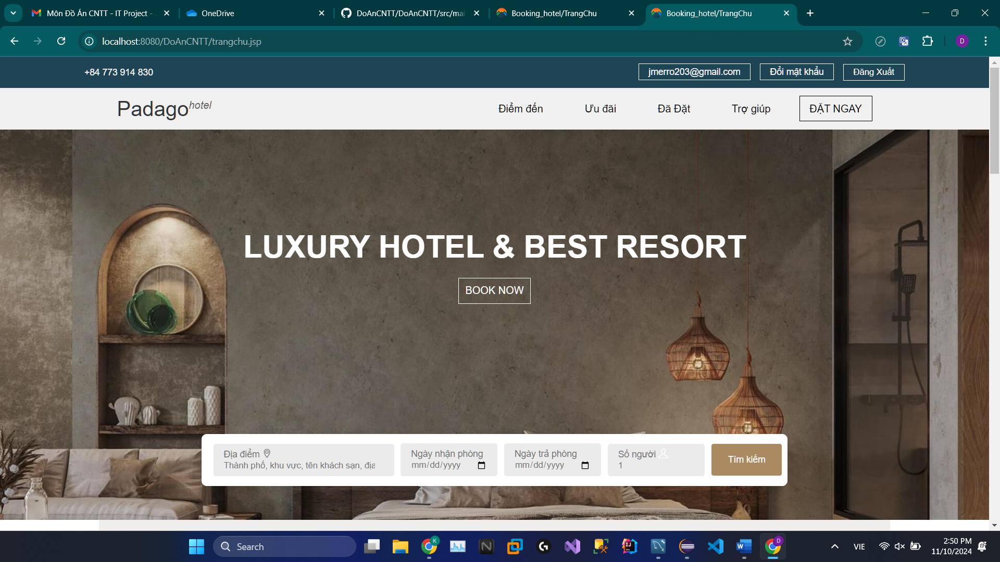 Môn Đồ Án CNTT - IT Project -
OneDrive
DoAnCNTT/DoAnCNTT/src/mai
Booking_hotel/TrangChu
Booking_hotel/TrangChu
localhost:8080/DoAnCNTT/trangchu.jsp
D
+84 773 914 830
jmerro203@gmail.com
Đổi mật khẩu
Đăng Xuất
Padago hotel
Điểm đến
Ưu đãi
Đã Đặt
Trợ giúp
ĐẶT NGAY
LUXURY HOTEL & BEST RESORT
BOOK NOW
Địa điểm
Thành phố, khu vực, tên khách sạn, địa
Ngày nhận phòng
mm/dd/yyyy
Ngày trả phòng
mm/dd/yyyy
Số người
1
Tìm kiếm
Search
K
D
VIE
2:50 PM
11/10/2024